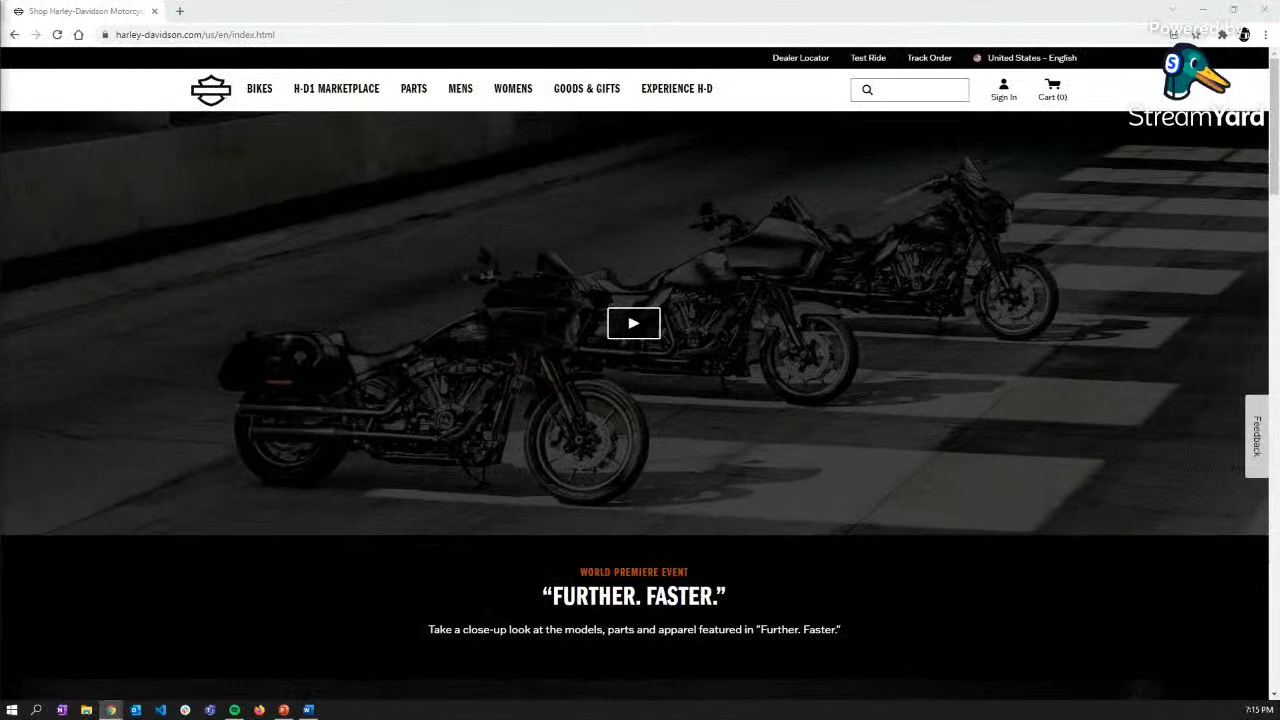 Shop Harley-Davidson Motorcyc
harley-davidson.com/us/en/index.html
Powered by
StreamYard
Dealer Locator Test Ride Track Order United States – English
BIKES H-D1 MARKETPLACE PARTS MENS WOMENS GOODS & GIFTS EXPERIENCE H-D
Sign In Cart (0)
Feedback
WORLD PREMIERE EVENT
“FURTHER. FASTER.”
Take a close-up look at the models, parts and apparel featured in "Further. Faster."
7:15 PM